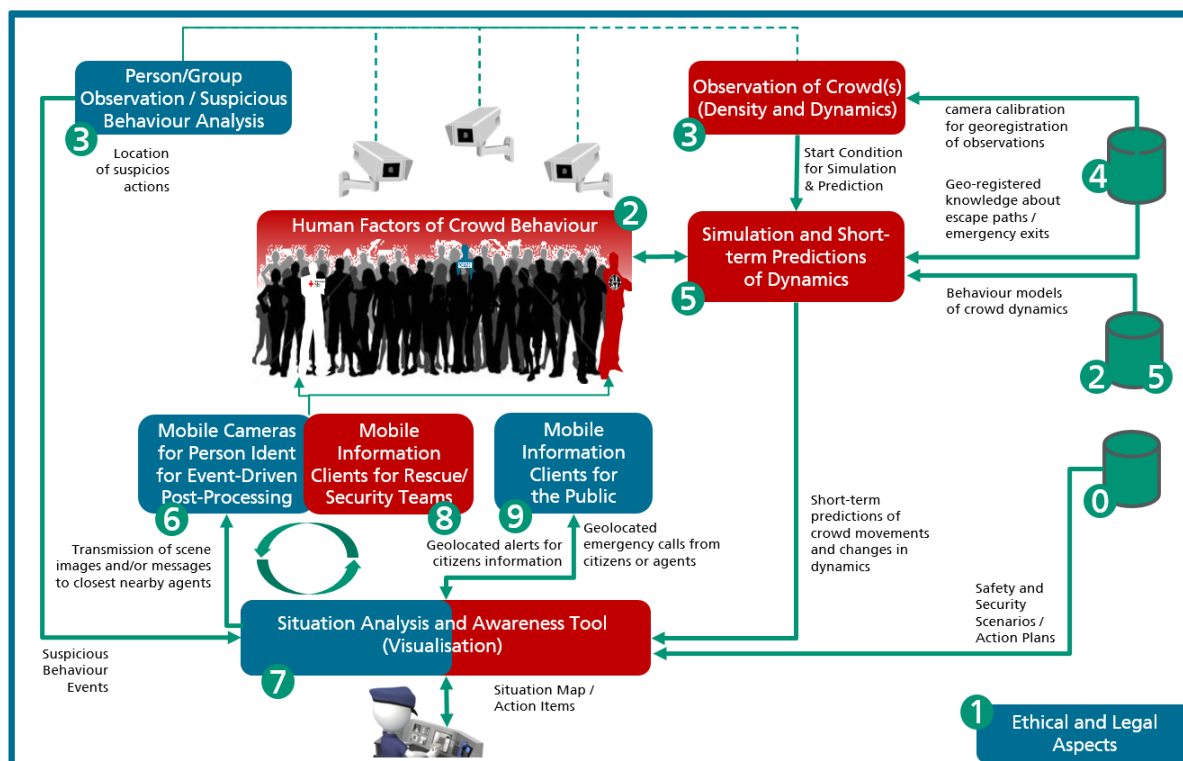 Person/Group
Observation / Suspicious
Behaviour Analysis
3
Location
of suspicios
actions
Observation of Crowd(s)
(Density and Dynamics)
3
camera calibration
for georegistration
of observations
4
Start Condition
for Simulation
& Prediction
Geo-registered
knowledge about
escape paths /
emergency exits
Human Factors of Crowd Behaviour
2
Simulation and Short-
term Predictions
of Dynamics
5
Behaviour models
of crowd dynamics
2
5
Mobile Cameras
for Person Ident
for Event-Driven
Post-Processing
6
Mobile
Information
Clients for Rescue/
Security Teams
8
Mobile
Information
Clients for
the Public
9
0
Transmission of scene
images and/or messages
to closest nearby agents
Geolocated alerts for
citizens information
Geolocated
emergency calls from
citizens or agents
Short-term
predictions of
crowd movements
and changes in
dynamics
Safety and
Security
Scenarios /
Action Plans
Situation Analysis and Awareness Tool
(Visualisation)
7
Suspicious
Behaviour
Events
Situation Map /
Action Items
1
Ethical and Legal
Aspects